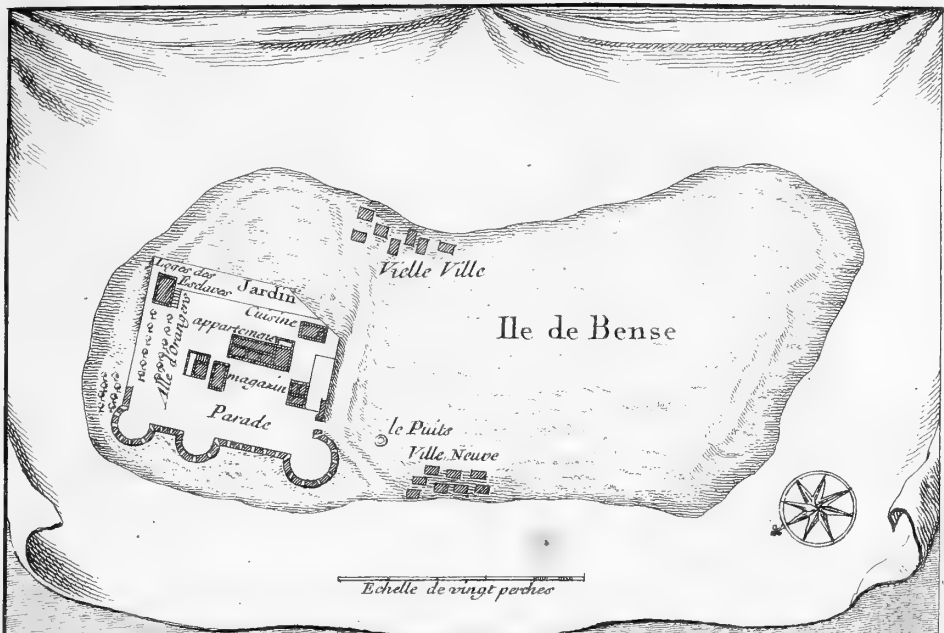 Vielle Ville
Loges des
Esclaves
Jardin
Cuisine
appartemens
Ile de Bense
Allé d'Orangers
magazin
Parade
le Puits
Ville Neuve
Echelle de vingt perches